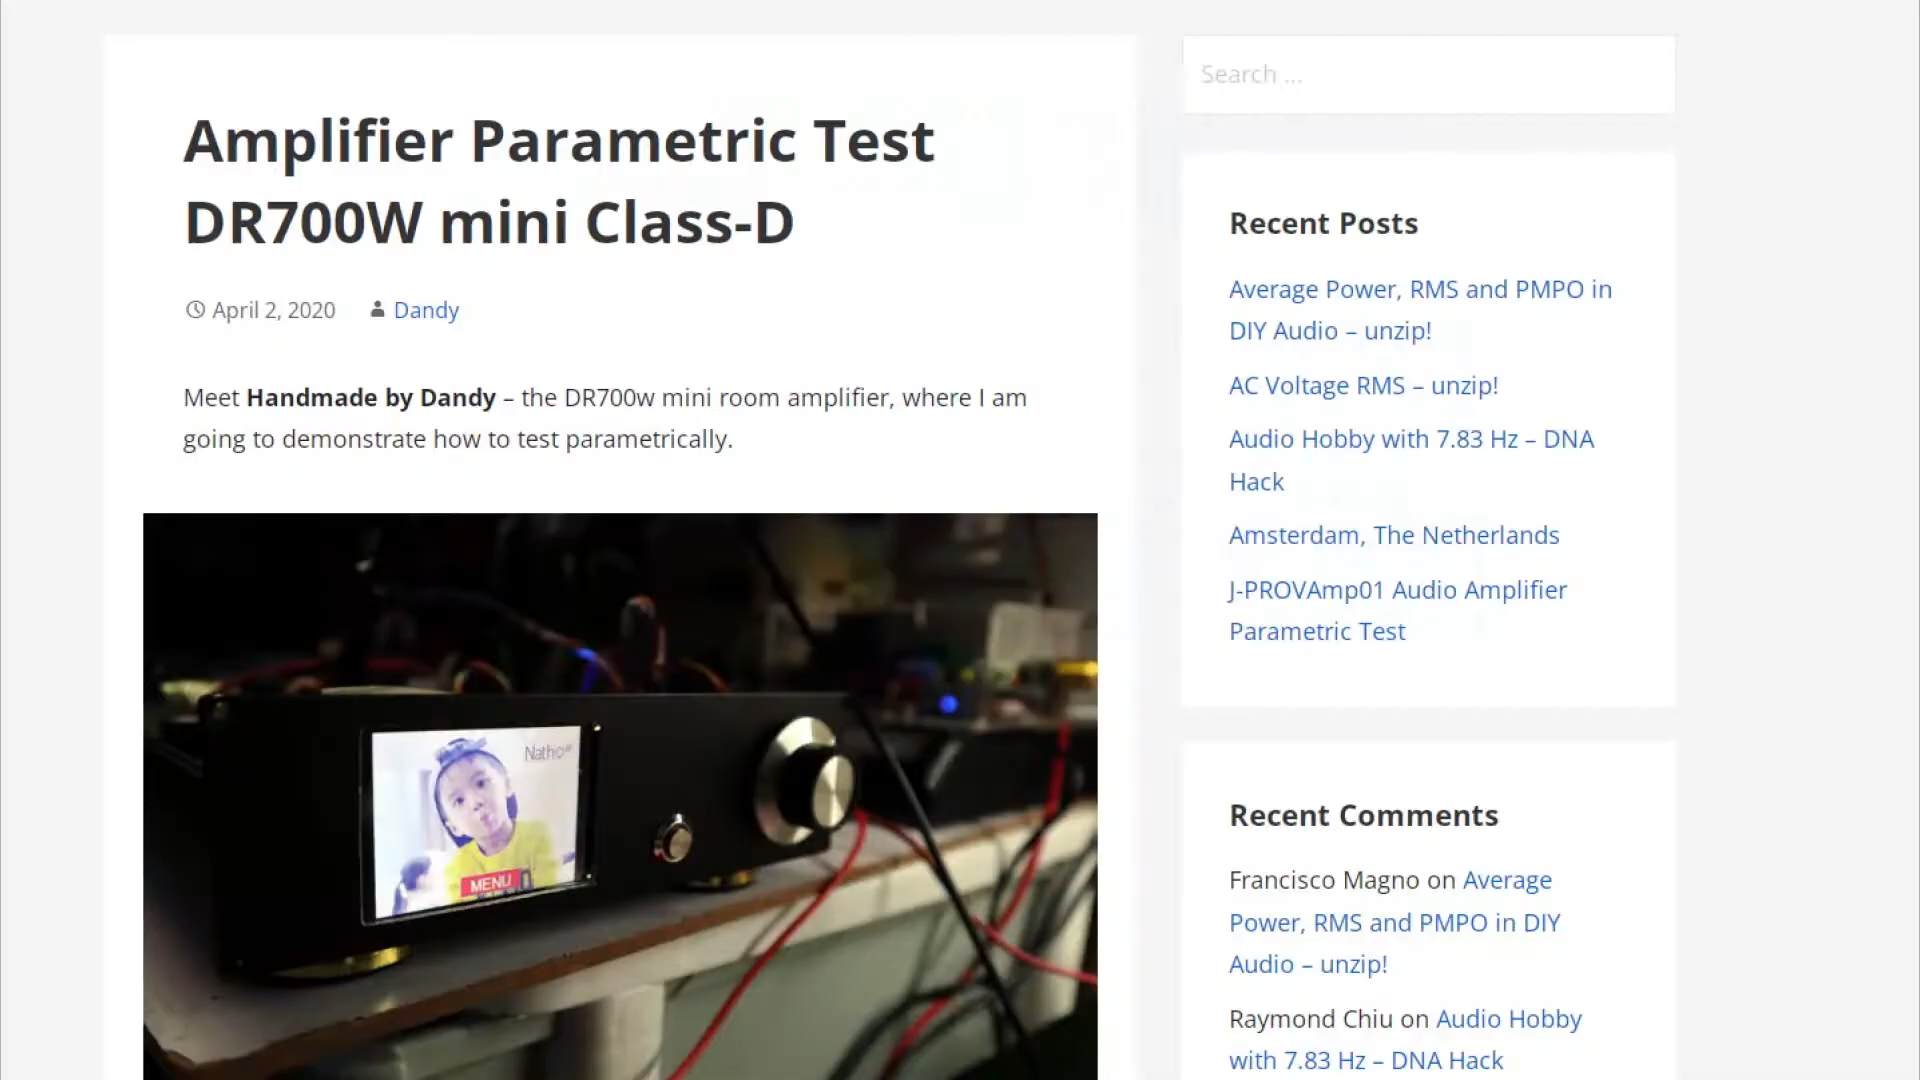 Search ...
Amplifier Parametric Test
DR700W mini Class-D
April 2, 2020 Dandy
Meet Handmade by Dandy – the DR700w mini room amplifier, where I am
going to demonstrate how to test parametrically.
MENU
Recent Posts
Average Power, RMS and PMPO in
DIY Audio – unzip!
AC Voltage RMS – unzip!
Audio Hobby with 7.83 Hz – DNA
Hack
Amsterdam, The Netherlands
J-PROVAmp01 Audio Amplifier
Parametric Test
Recent Comments
Francisco Magno on Average
Power, RMS and PMPO in DIY
Audio – unzip!
Raymond Chiu on Audio Hobby
with 7.83 Hz – DNA Hack